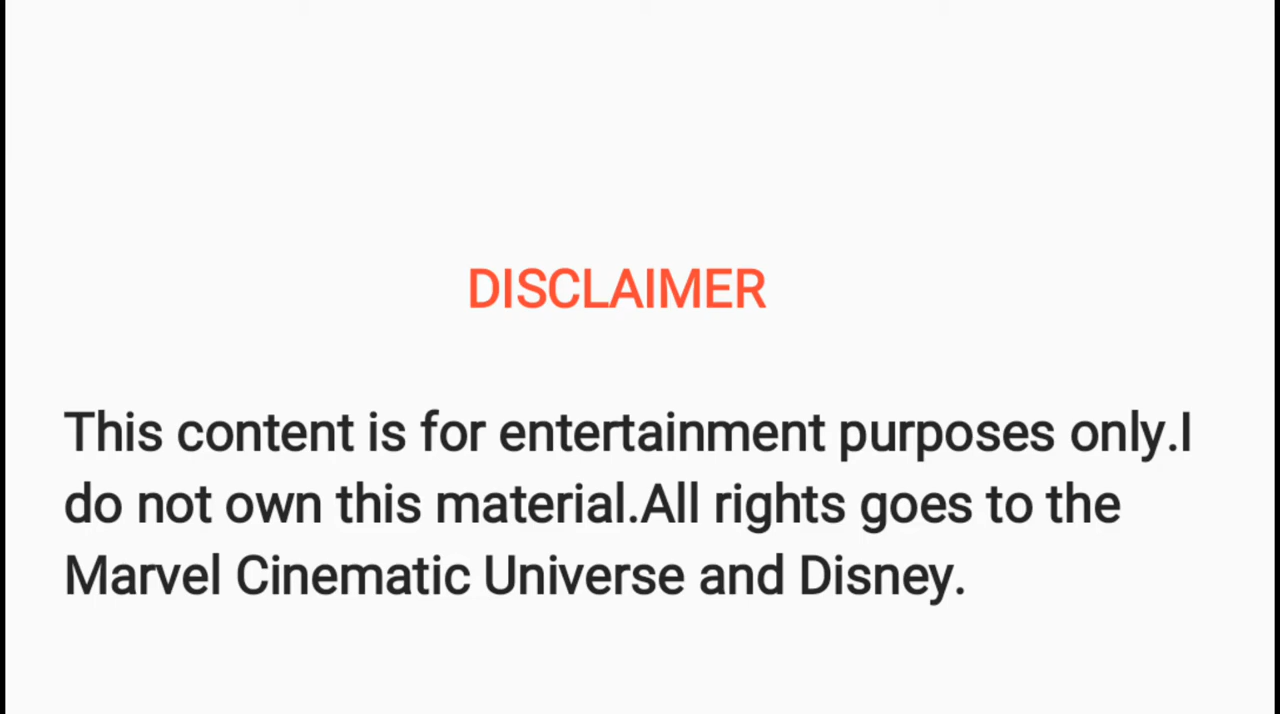 DISCLAIMER
This content is for entertainment purposes only.I
do not own this material.All rights goes to the
Marvel Cinematic Universe and Disney.